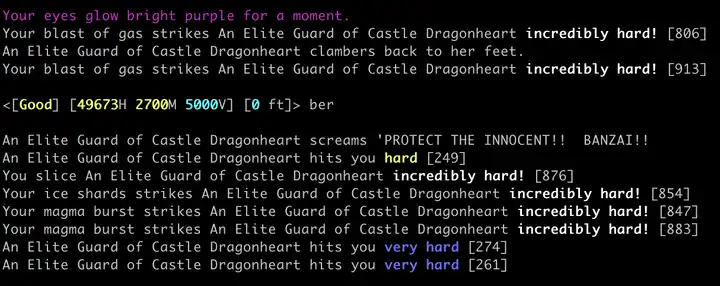 Your eyes glow bright purple for a moment.
Your blast of gas strikes An Elite Guard of Castle Dragonheart incredibly hard! [806]
An Elite Guard of Castle Dragonheart clambers back to her feet.
Your blast of gas strikes An Elite Guard of Castle Dragonheart incredibly hard! [913]
<[Good] [49673H 2700M 5000V] [0 ft]> ber
An Elite Guard of Castle Dragonheart screams 'PROTECT THE INNOCENT!!  BANZAI!!
An Elite Guard of Castle Dragonheart hits you hard [249]
You slice An Elite Guard of Castle Dragonheart incredibly hard! [876]
Your ice shards strikes An Elite Guard of Castle Dragonheart incredibly hard! [854]
Your magma burst strikes An Elite Guard of Castle Dragonheart incredibly hard! [847]
Your magma burst strikes An Elite Guard of Castle Dragonheart incredibly hard! [883]
An Elite Guard of Castle Dragonheart hits you very hard [274]
An Elite Guard of Castle Dragonheart hits you very hard [261]